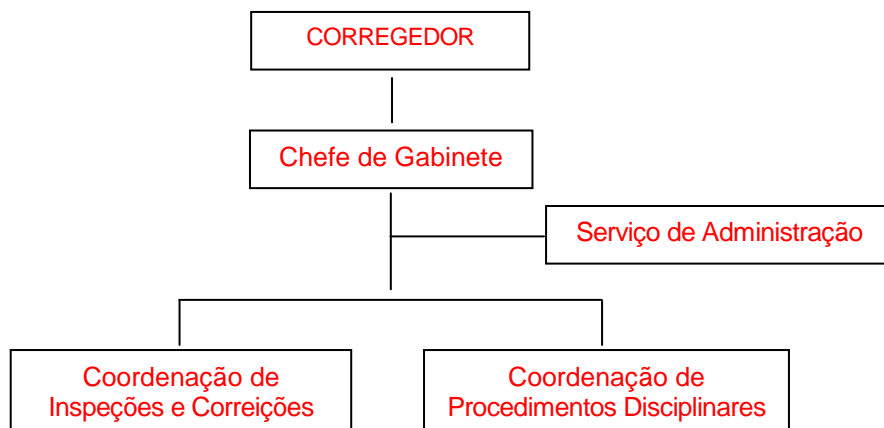 CORREGEDOR
Chefe de Gabinete
Serviço de Administração
Coordenação de
Inspeções e Correições
Coordenação de
Procedimentos Disciplinares